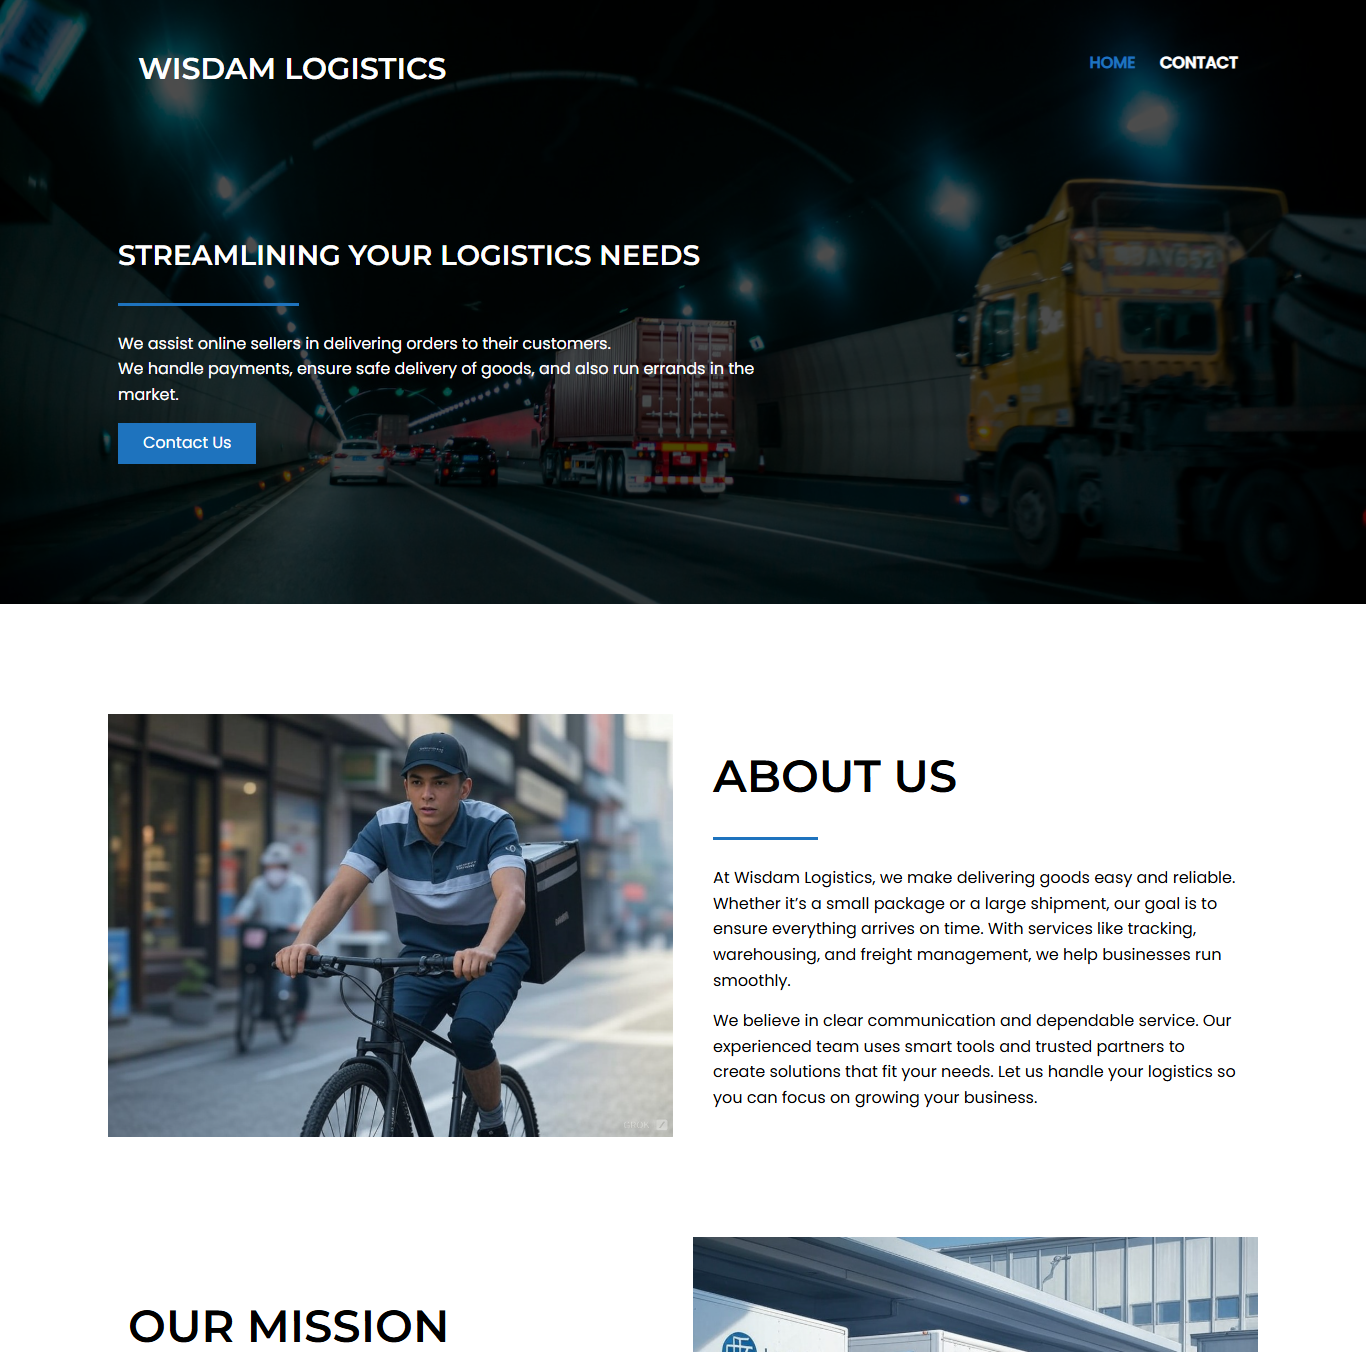 WISDAM LOGISTICS
HOME CONTACT
STREAMLINING YOUR LOGISTICS NEEDS
We assist online sellers in delivering orders to their customers.
We handle payments, ensure safe delivery of goods, and also run errands in the
market.
Contact Us
ABOUT US
At Wisdam Logistics, we make delivering goods easy and reliable.
Whether it’s a small package or a large shipment, our goal is to
ensure everything arrives on time. With services like tracking,
warehousing, and freight management, we help businesses run
smoothly.
We believe in clear communication and dependable service. Our
experienced team uses smart tools and trusted partners to
create solutions that fit your needs. Let us handle your logistics so
you can focus on growing your business.
OUR MISSION